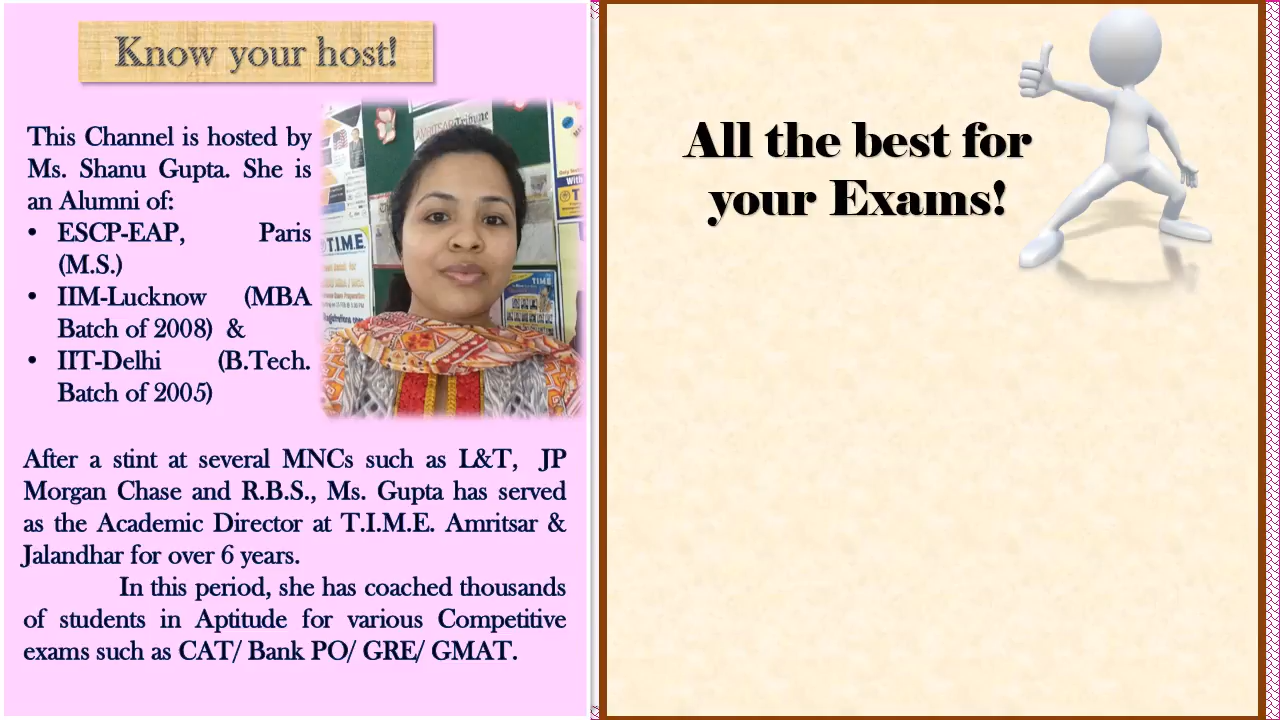 Know your host!
This Channel is hosted by
Ms. Shanu Gupta. She is
an Alumni of:
• ESCP-EAP, Paris
(M.S.)
• IIM-Lucknow (MBA
Batch of 2008) &
• IIT-Delhi (B.Tech.
Batch of 2005)
After a stint at several MNCs such as L&T, JP
Morgan Chase and R.B.S., Ms. Gupta has served
as the Academic Director at T.I.M.E. Amritsar &
Jalandhar for over 6 years.
In this period, she has coached thousands
of students in Aptitude for various Competitive
exams such as CAT/ Bank PO/ GRE/ GMAT.
Tribune
T.I.M.E.
TIME
All the best for
your Exams!